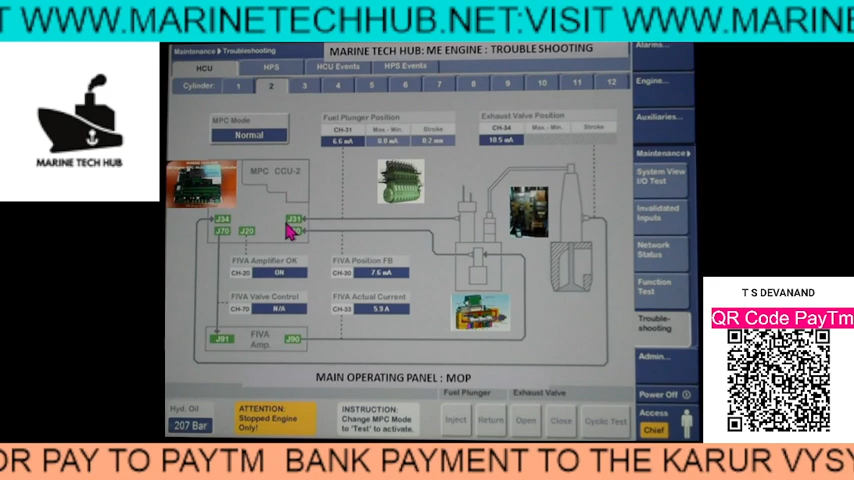 WWW.MARINETECHHUB.NET:VISIT WWW.MARINE
MARINE TECH HUB
Maintenance ▸ Troubleshooting
MARINE TECH HUB: ME ENGINE : TROUBLE SHOOTING
Alarms...
HCU
HPS
HCU Events
HPS Events
Cylinder:
1
2
3
4
5
6
7
8
9
10
11
12
Engine...
Auxiliaries...
Maintenance
System View I/O Test
Invalidated Inputs
Network Status
Function Test
Trouble-shooting
Admin...
Power Off
Access
Chief
MPC Mode
Normal
Fuel Plunger Position
CH-31
Max.- Min.
Stroke
6.6 mA
0.0 mA
0.2 mm
Exhaust Valve Position
CH-34
Max.- Min.
Stroke
10.5 mA
MPC CCU-2
J34
J31
J70
J20
FIVA Amplifier OK
CH-20
ON
FIVA Position FB
CH-30
7.6 mA
FIVA Valve Control
CH-70
N/A
FIVA Actual Current
CH-33
5.9 A
J91
FIVA Amp.
J90
MAIN OPERATING PANEL : MOP
Fuel Plunger
Exhaust Valve
Hyd. Oil
207 Bar
ATTENTION:
Stopped Engine
Only!
INSTRUCTION:
Change MPC Mode
to 'Test' to activate.
Inject
Return
Open
Close
Cyclic Test
T S DEVANAND
QR Code PayTm
OR PAY TO PAYTM BANK PAYMENT TO THE KARUR VYSY